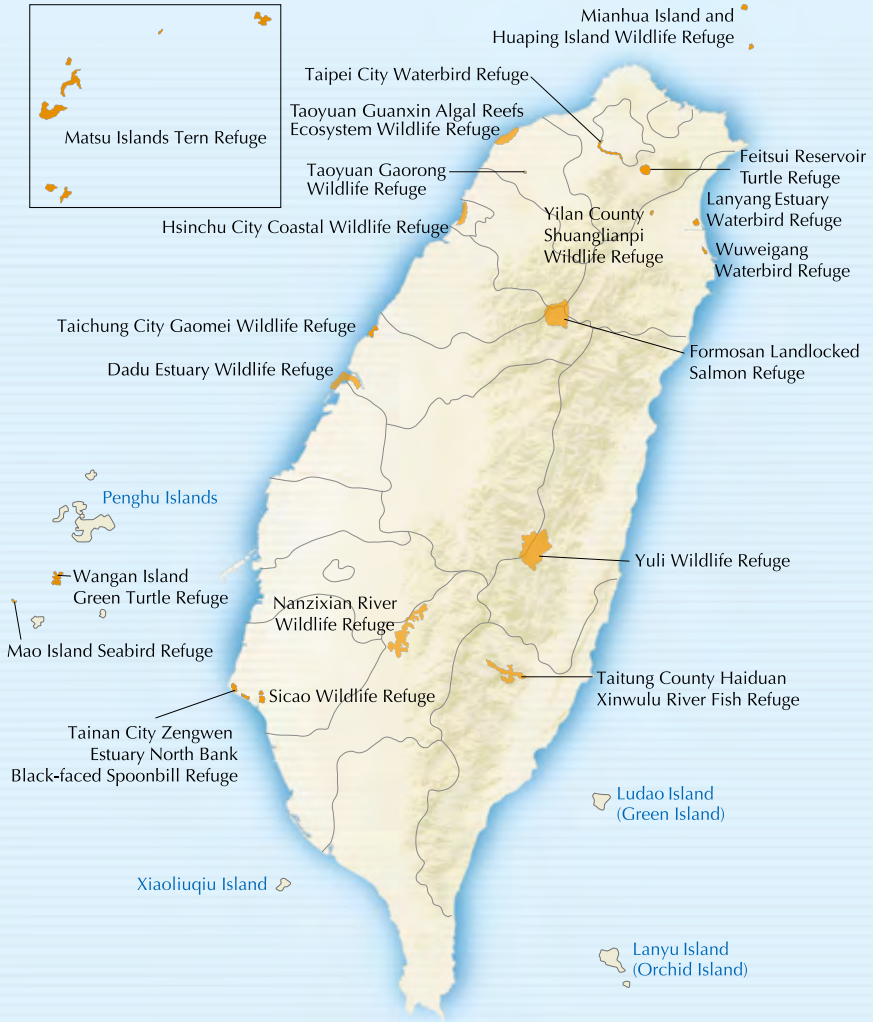 Mianhua Island and
Huaping Island Wildlife Refuge
Taipei City Waterbird Refuge
Taoyuan Guanxin Algal Reefs
Ecosystem Wildlife Refuge
Matsu Islands Tern Refuge
Feitsui Reservoir
Turtle Refuge
Taoyuan Gaorong
Wildlife Refuge
Lanyang Estuary
Waterbird Refuge
Hsinchu City Coastal Wildlife Refuge
Yilan County
Shuanglianpi
Wildlife Refuge
Wuweigang
Waterbird Refuge
Taichung City Gaomei Wildlife Refuge
Formosan Landlocked
Salmon Refuge
Dadu Estuary Wildlife Refuge
Penghu Islands
Yuli Wildlife Refuge
Wangan Island
Green Turtle Refuge
Nanzixian River
Wildlife Refuge
Mao Island Seabird Refuge
Taitung County Haiduan
Xinwulu River Fish Refuge
Sicao Wildlife Refuge
Tainan City Zengwen
Estuary North Bank
Black-faced Spoonbill Refuge
Ludao Island
(Green Island)
Xiaoliuqiu Island
Lanyu Island
(Orchid Island)